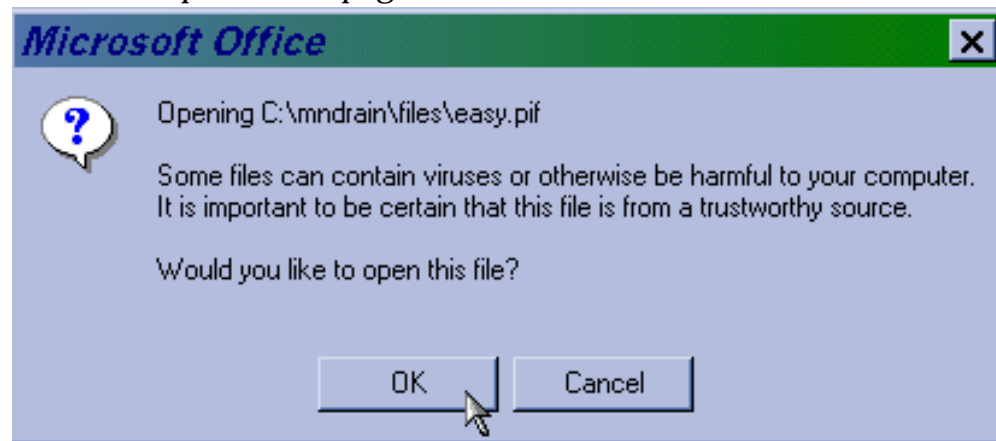 Microsoft Office
Opening C:\mndrain\files\easy.pif
Some files can contain viruses or otherwise be harmful to your computer.
It is important to be certain that this file is from a trustworthy source.
Would you like to open this file?
OK
Cancel